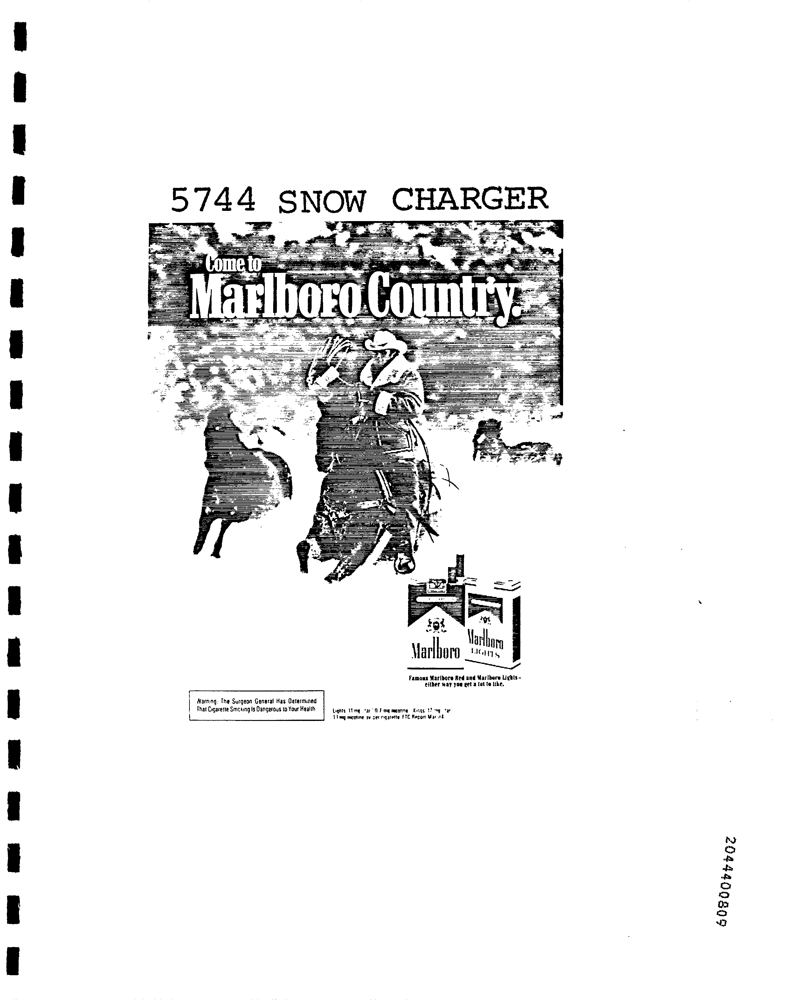 5744 SNOW CHARGER
Come to
Marlboro Country.
Marlboro
Marlboro
LIGHTS
Famous Marlboro Red and Marlboro Lights–
either way you get a lot to like.
Warning: The Surgeon General Has Determined
That Cigarette Smoking Is Dangerous to Your Health.
Lights: 11 mg "tar," 0.7 mg nicotine Kings: 17 mg "tar,"
1.1 mg nicotine av per cigarette, FTC Report Mar.
2044400809